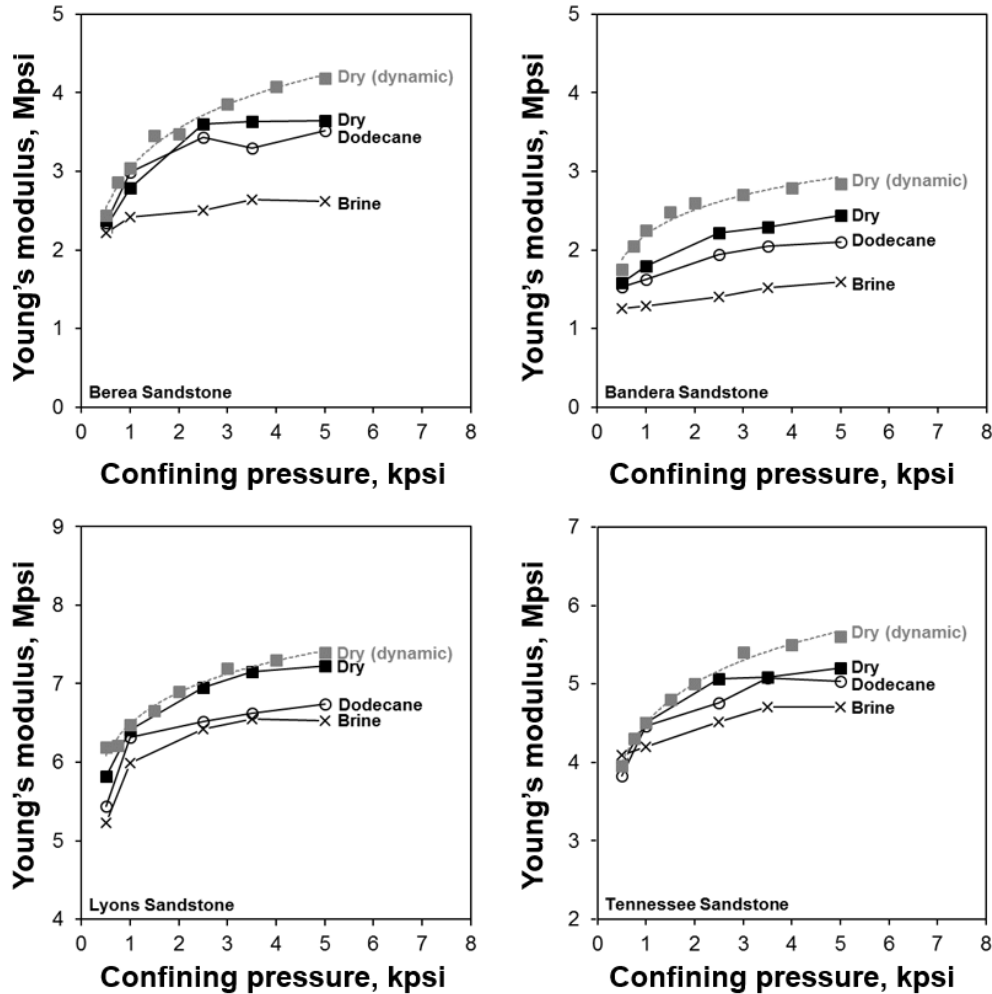 Young's modulus, Mpsi
5
4
3
2
1
0
Dry (dynamic)
Dry
Dodecane
Brine
Berea Sandstone
0 1 2 3 4 5 6 7 8
Confining pressure, kpsi
Young's modulus, Mpsi
5
4
3
2
1
0
Dry (dynamic)
Dry
Dodecane
Brine
Bandera Sandstone
0 1 2 3 4 5 6 7 8
Confining pressure, kpsi
Young's modulus, Mpsi
9
8
7
6
5
4
Dry (dynamic)
Dry
Dodecane
Brine
Lyons Sandstone
0 1 2 3 4 5 6 7 8
Confining pressure, kpsi
Young's modulus, Mpsi
7
6
5
4
3
2
Dry (dynamic)
Dry
Dodecane
Brine
Tennessee Sandstone
0 1 2 3 4 5 6 7 8
Confining pressure, kpsi